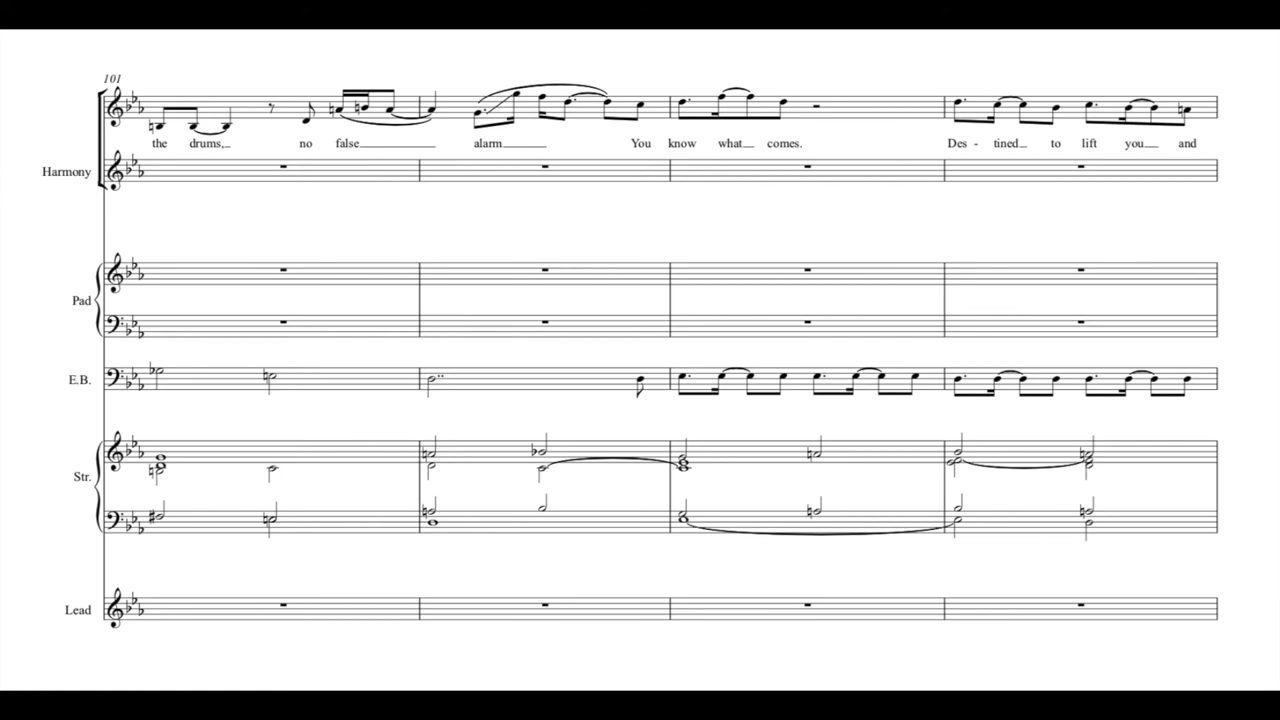 101
the drums, no false alarm You know what comes. Des - tined to lift you and
Harmony
Pad
E.B.
Str.
Lead